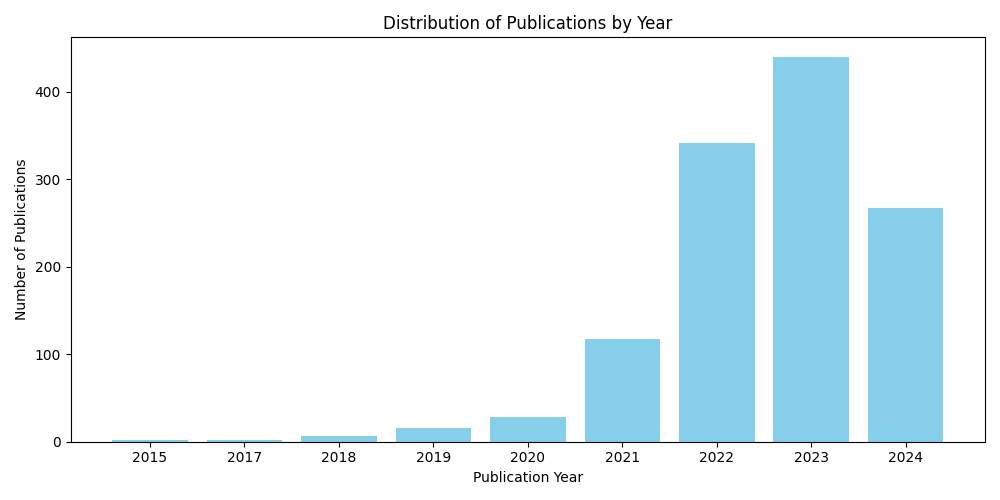 Distribution of Publications by Year
Number of Publications
400
300
200
100
0
2015 2017 2018 2019 2020 2021 2022 2023 2024
Publication Year